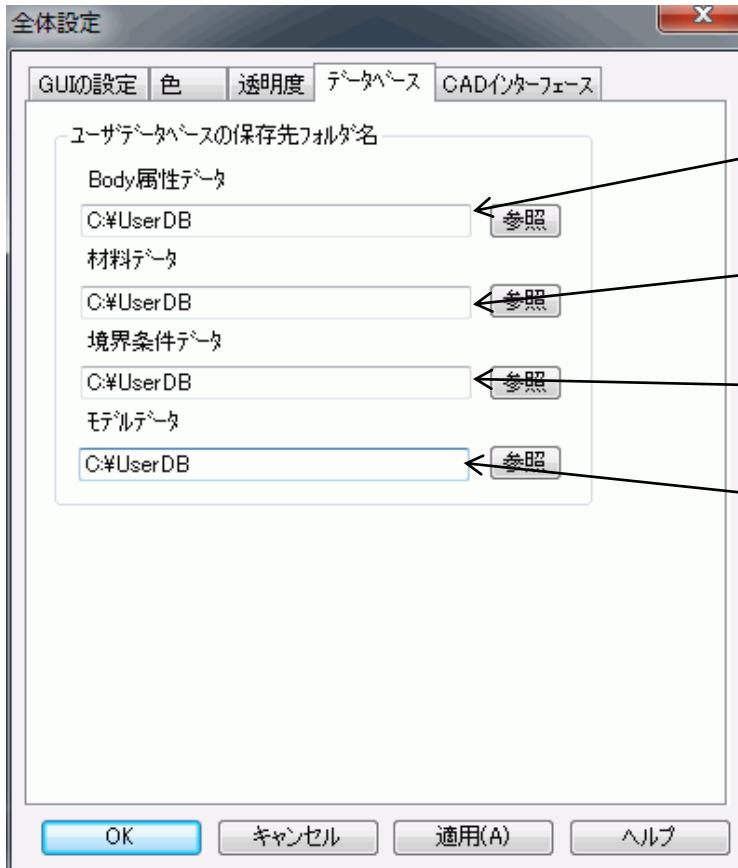 全体設定
GUIの設定 色 透明度 データベース CADインターフェース
ユーザデータベースの保存先フォルダ名
Body属性データ
C:¥UserDB 参照
材料データ
C:¥UserDB 参照
境界条件データ
C:¥UserDB 参照
モデルデータ
C:¥UserDB 参照
OK キャンセル 適用(A) ヘルプ